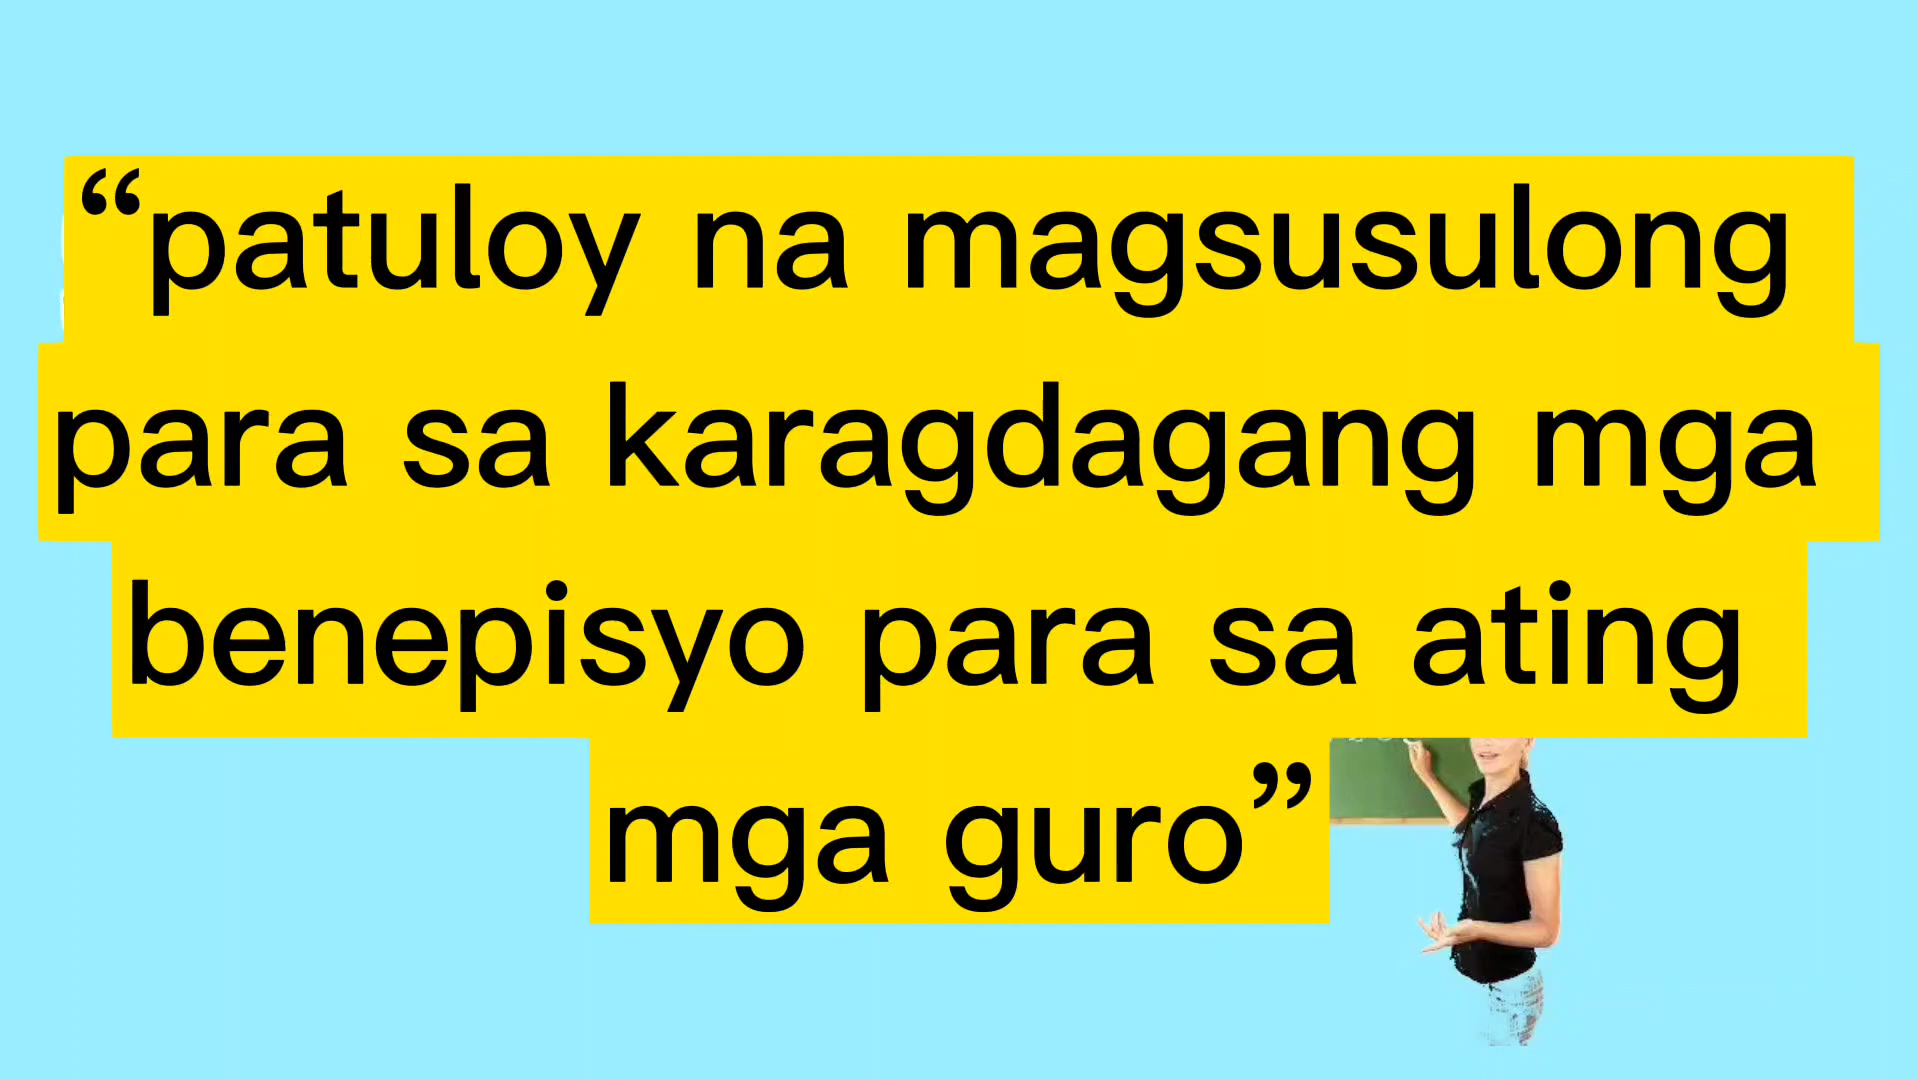 “patuloy na magsusulong
para sa karagdagang mga
benepisyo para sa ating
mga guro”